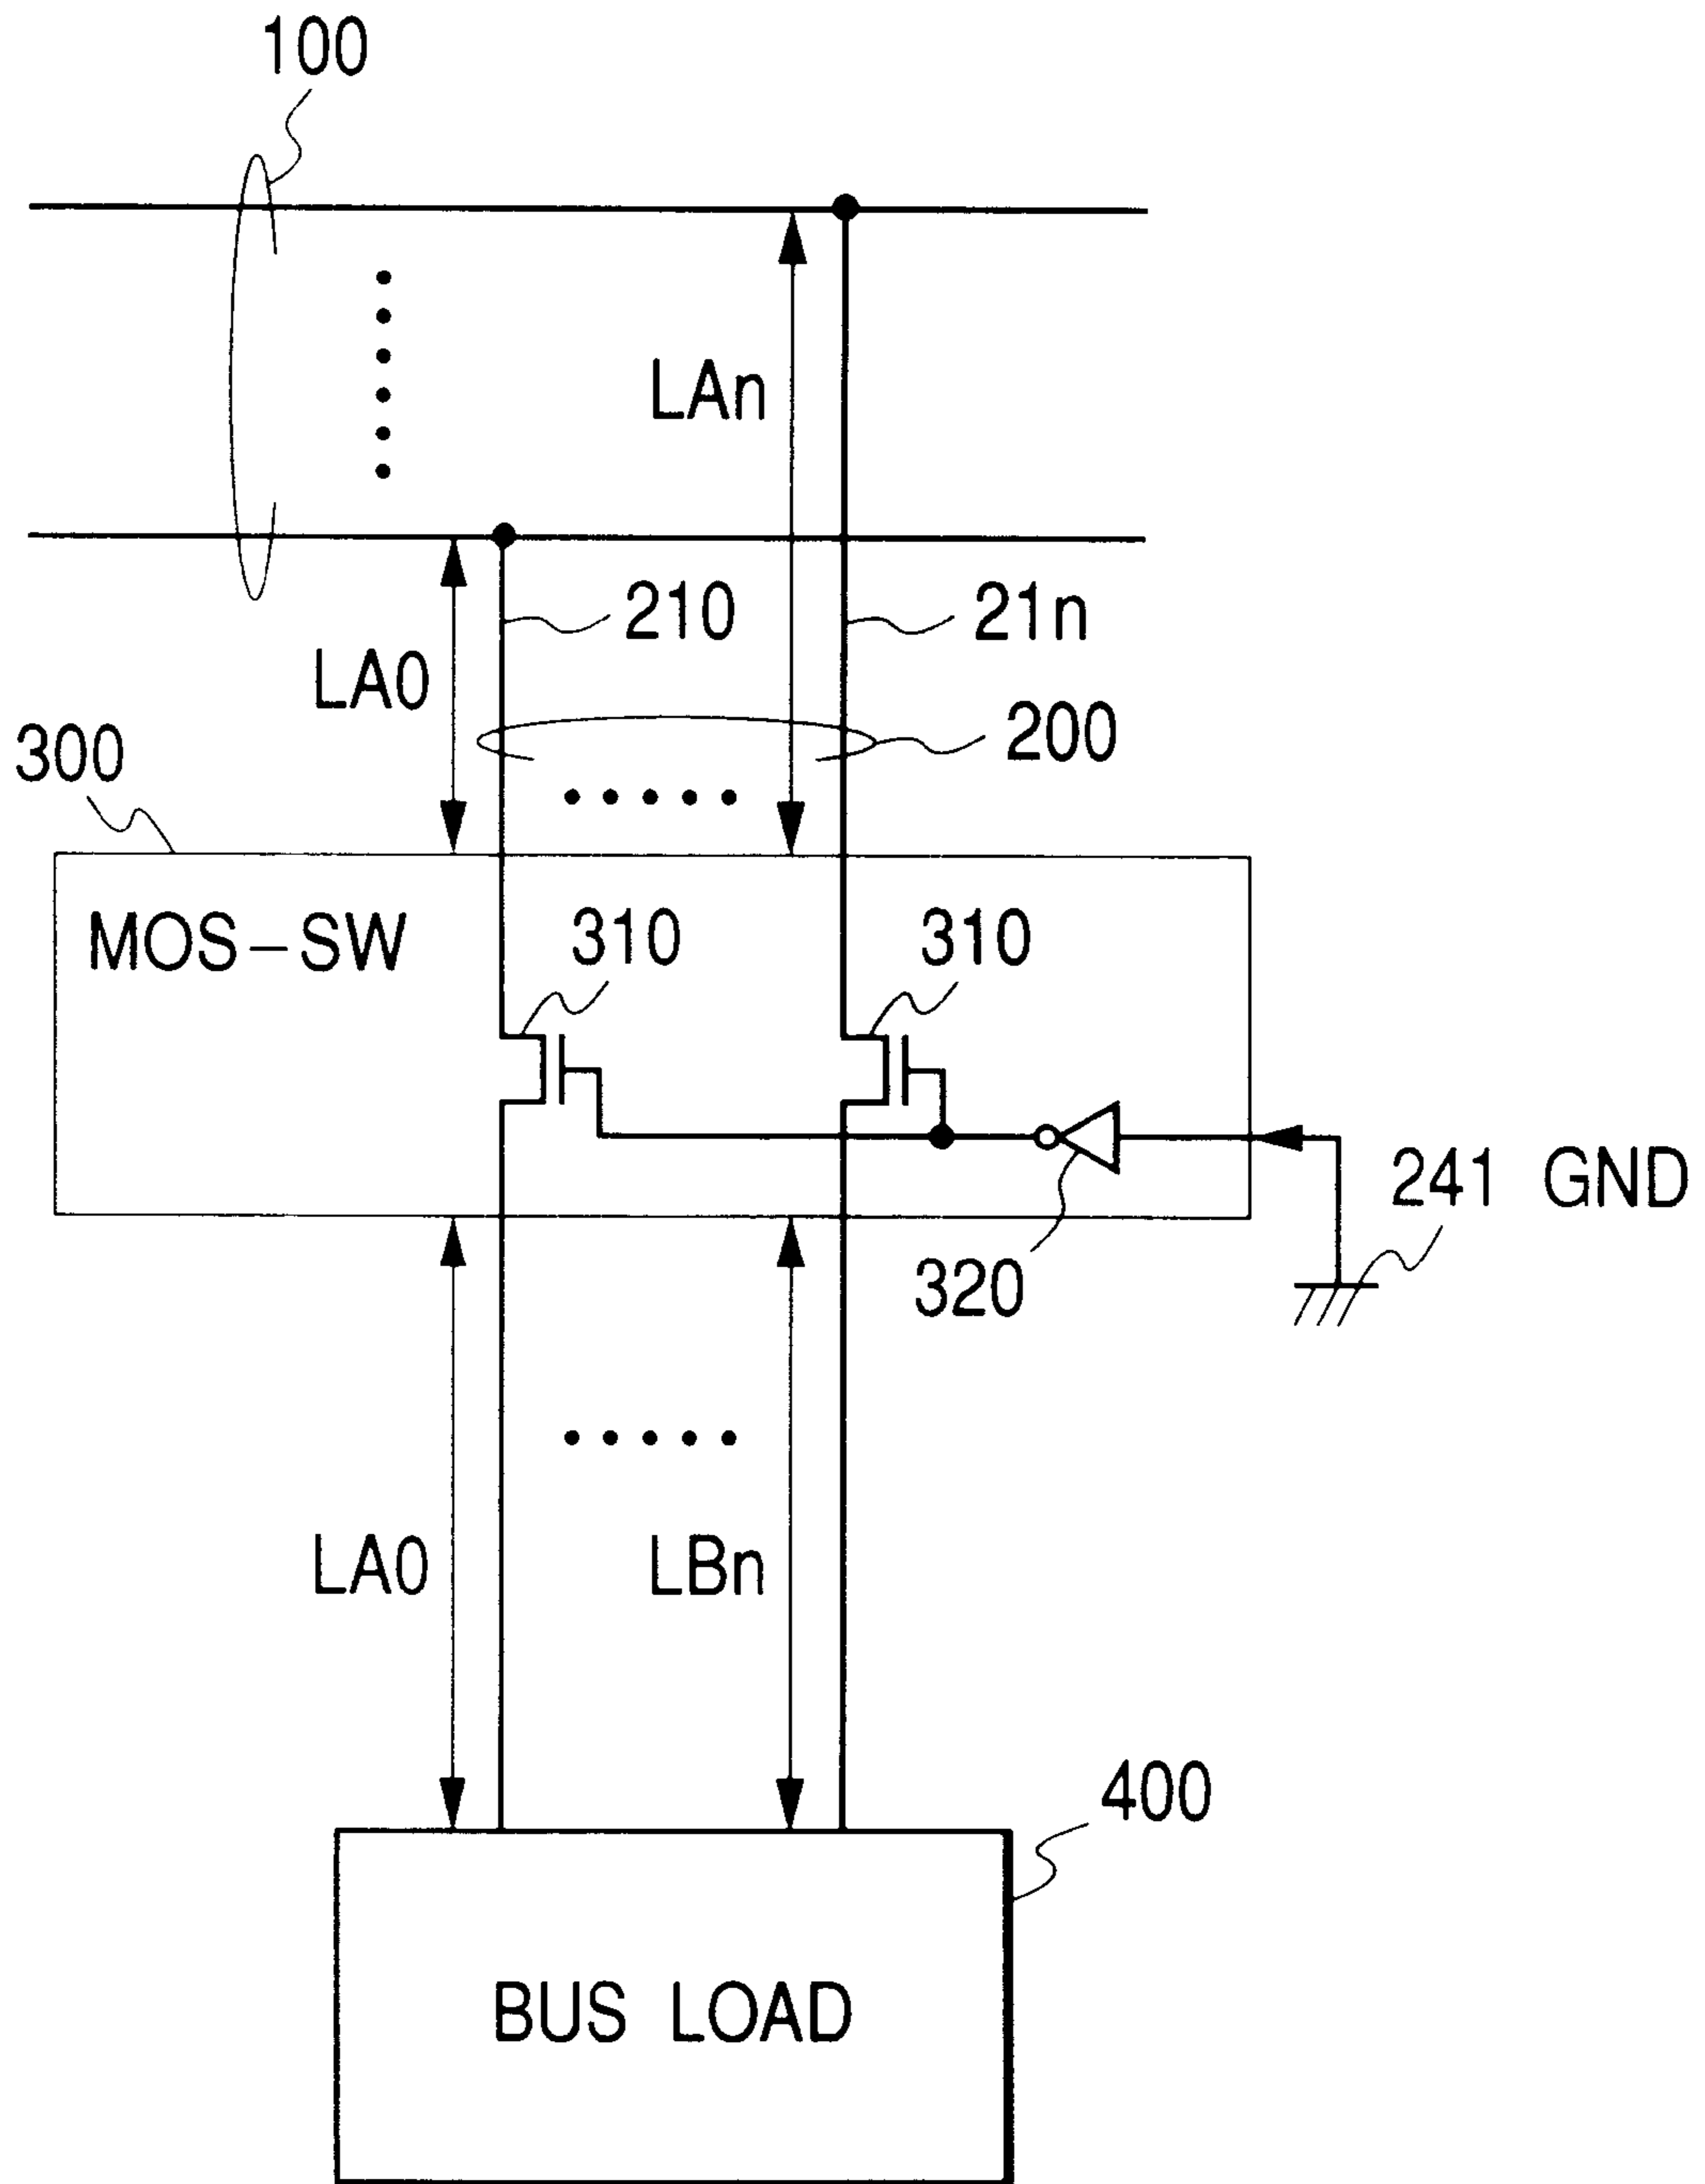 100
LAn
210
21n
LA0
200
300
MOS-SW
310
310
241 GND
320
LA0
LBn
400
BUS LOAD